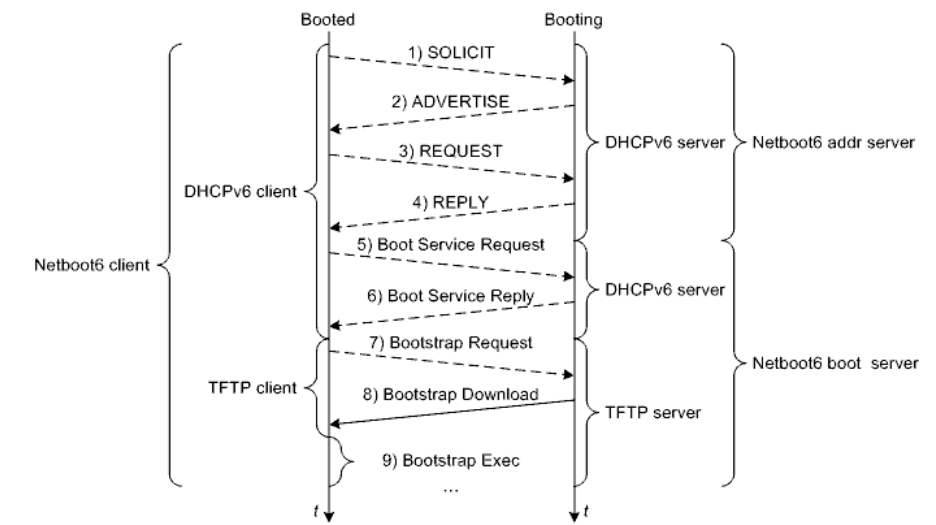 Booted
Booting
1) SOLICIT
2) ADVERTISE
3) REQUEST
DHCPv6 server
Netboot6 addr server
DHCPv6 client
4) REPLY
5) Boot Service Request
Netboot6 client
6) Boot Service Reply
DHCPv6 server
7) Bootstrap Request
Netboot6 boot server
TFTP client
8) Bootstrap Download
TFTP server
9) Bootstrap Exec
...
t
t